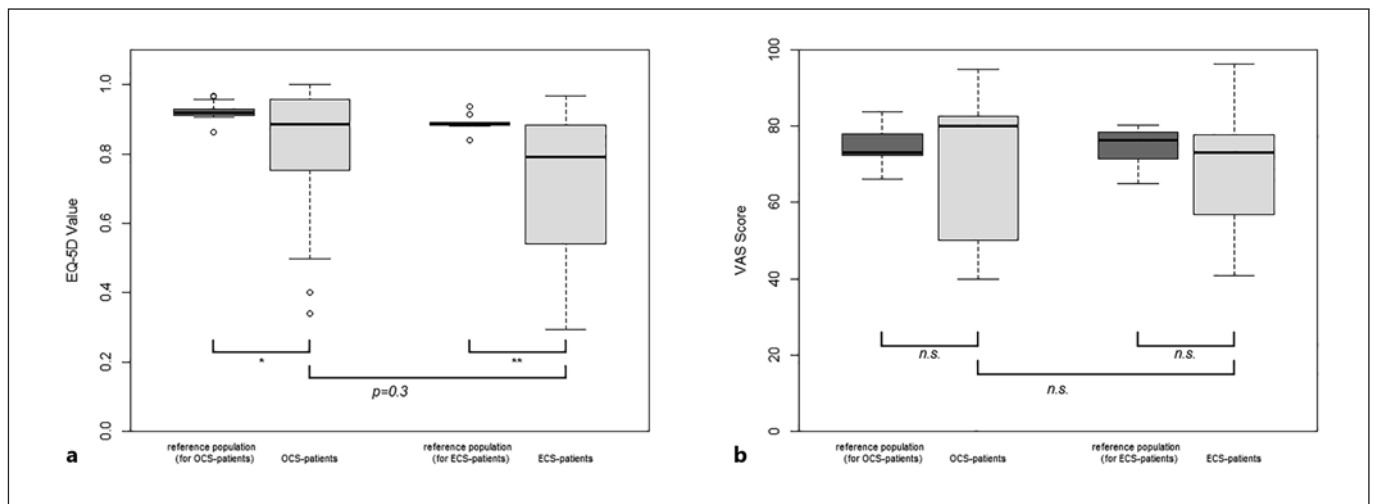 EQ-5D Value
1.0
0.8
0.6
0.4
0.2
0.0
*
**
p=0.3
reference population
(for OCS-patients)
OCS-patients
reference population
(for ECS-patients)
ECS-patients
a
VAS Score
100
80
60
40
20
0
n.s.
n.s.
n.s.
reference population
(for OCS-patients)
OCS-patients
reference population
(for ECS-patients)
ECS-patients
b